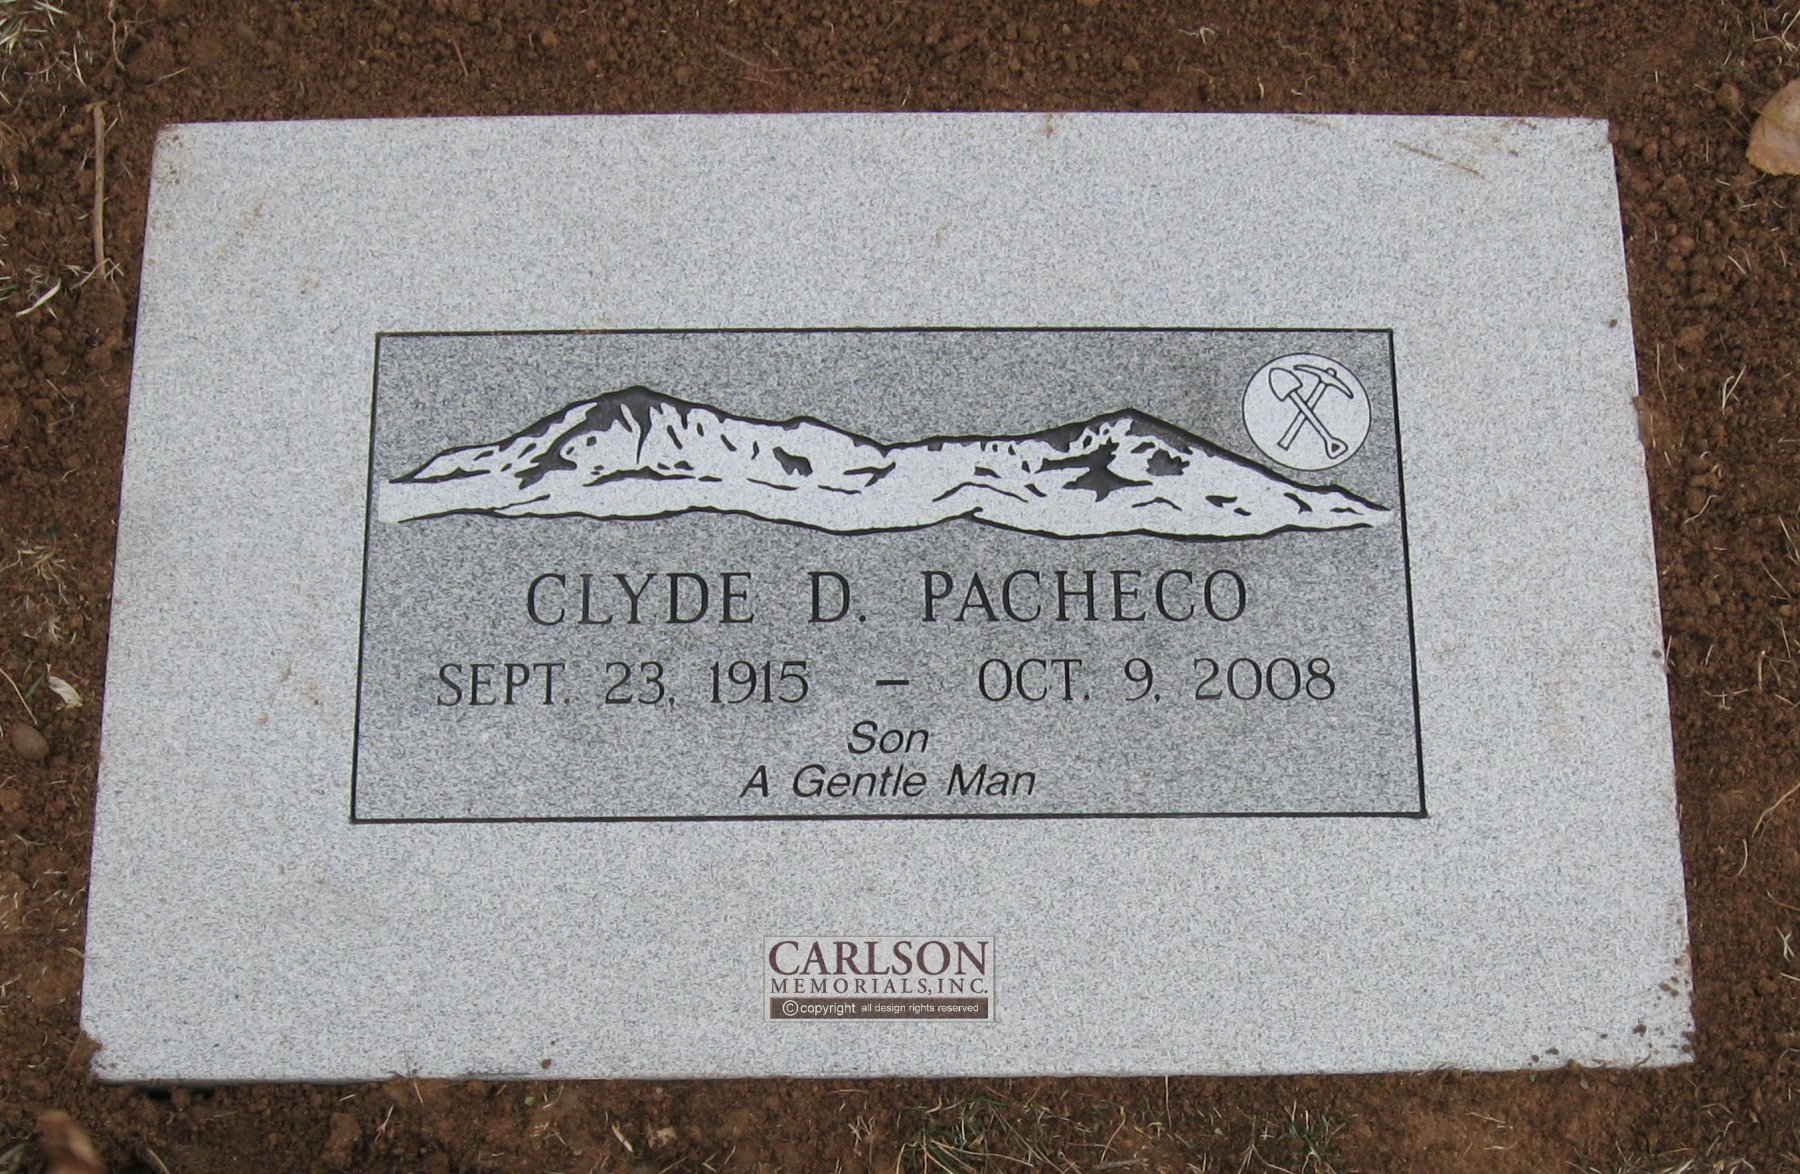 CLYDE D. PACHECO
SEPT. 23, 1915 – OCT. 9, 2008
Son
A Gentle Man
CARLSON
MEMORIALS, INC.
© copyright all design rights reserved